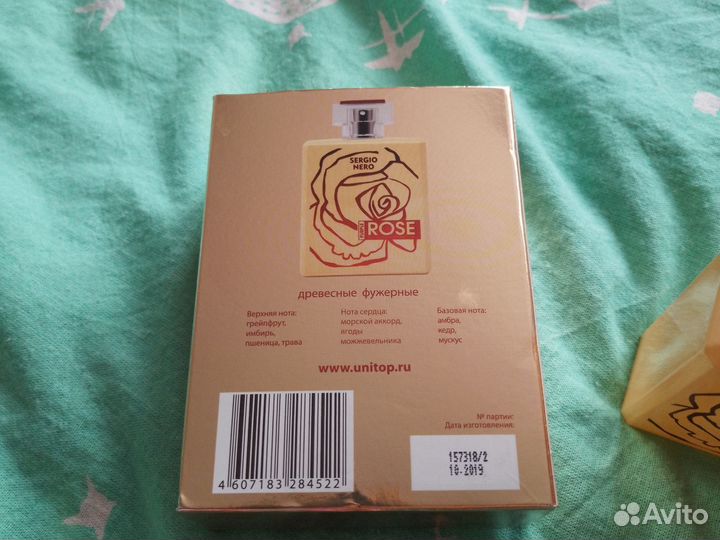 SERGIO
NERO
PURPLE
ROSE
древесные фужерные
Верхняя нота:
грейпфрут,
имбирь,
пшеница, трава
Нота сердца:
морской аккорд,
ягоды
можжевельника
Базовая нота:
амбра,
кедр,
мускус
www.unitop.ru
№ партии:
Дата изготовления:
157318/2
10.2019
4 607183 284522
Avito